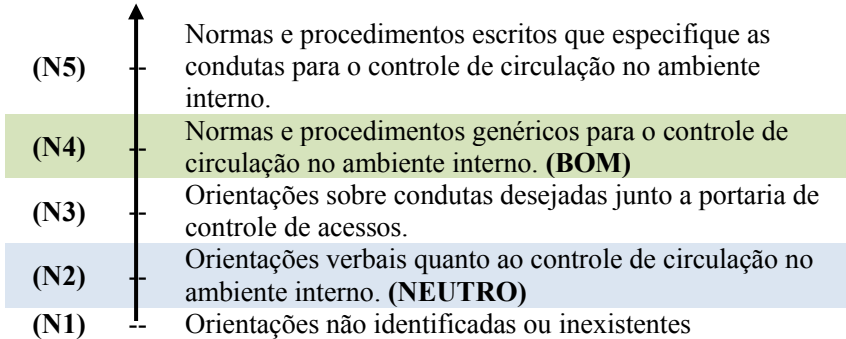 Normas e procedimentos escritos que especifique as
(N5) -- condutas para o controle de circulação no ambiente
interno.
Normas e procedimentos genéricos para o controle de
(N4) -- circulação no ambiente interno. (BOM)
(N3) -- Orientações sobre condutas desejadas junto a portaria de
controle de acessos.
(N2) -- Orientações verbais quanto ao controle de circulação no
ambiente interno. (NEUTRO)
(N1) -- Orientações não identificadas ou inexistentes